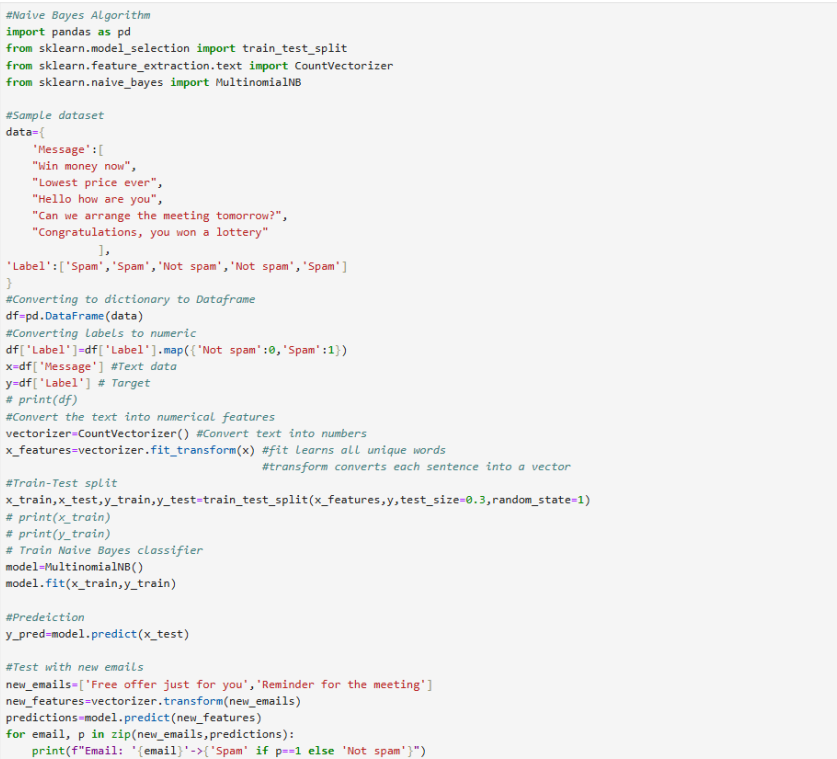 #Naive Bayes Algorithm
import pandas as pd
from sklearn.model_selection import train_test_split
from sklearn.feature_extraction.text import CountVectorizer
from sklearn.naive_bayes import MultinomialNB

#Sample dataset
data={
    'Message':[
    "Win money now",
    "Lowest price ever",
    "Hello how are you",
    "Can we arrange the meeting tomorrow?",
    "Congratulations, you won a lottery"
              ],
'Label':['Spam','Spam','Not spam','Not spam','Spam']
}
#Converting to dictionary to Dataframe
df=pd.DataFrame(data)
#Converting labels to numeric
df['Label']=df['Label'].map({'Not spam':0,'Spam':1})
x=df['Message'] #Text data
y=df['Label'] # Target
# print(df)
#Convert the text into numerical features
vectorizer=CountVectorizer() #Convert text into numbers
x_features=vectorizer.fit_transform(x) #fit learns all unique words
                                       #transform converts each sentence into a vector
#Train-Test split
x_train,x_test,y_train,y_test=train_test_split(x_features,y,test_size=0.3,random_state=1)
# print(x_train)
# print(y_train)
# Train Naive Bayes classifier
model=MultinomialNB()
model.fit(x_train,y_train)

#Predeiction
y_pred=model.predict(x_test)

#Test with new emails
new_emails=['Free offer just for you','Reminder for the meeting']
new_features=vectorizer.transform(new_emails)
predictions=model.predict(new_features)
for email, p in zip(new_emails,predictions):
    print(f"Email: '{email}'->{'Spam' if p==1 else 'Not spam'}")